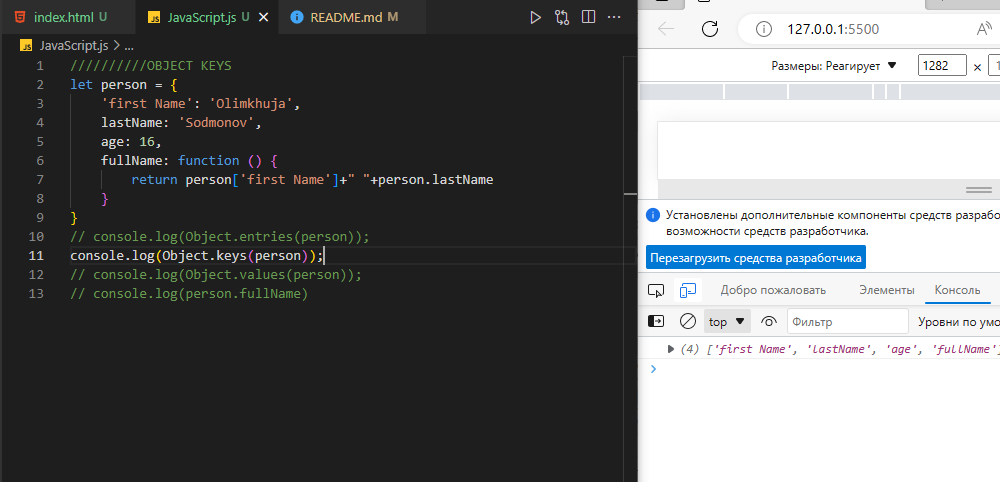 index.html U
JS JavaScript.js U
README.md M
JS JavaScript.js > ...
1 //////////OBJECT KEYS
2 let person = {
3 'first Name': 'Olimkhuja',
4 lastName: 'Sodmonov',
5 age: 16,
6 fullName: function () {
7 return person['first Name']+" "+person.lastName
8 }
9 }
10 // console.log(Object.entries(person));
11 console.log(Object.keys(person));
12 // console.log(Object.values(person));
13 // console.log(person.fullName)
127.0.0.1:5500
Размеры: Реагирует 1282 × 1
Установлены дополнительные компоненты средств разрабо
возможности средств разработчика.
Перезагрузить средства разработчика
Добро пожаловать Элементы Консоль
top Фильтр Уровни по умо
(4) ['first Name', 'lastName', 'age', 'fullName']